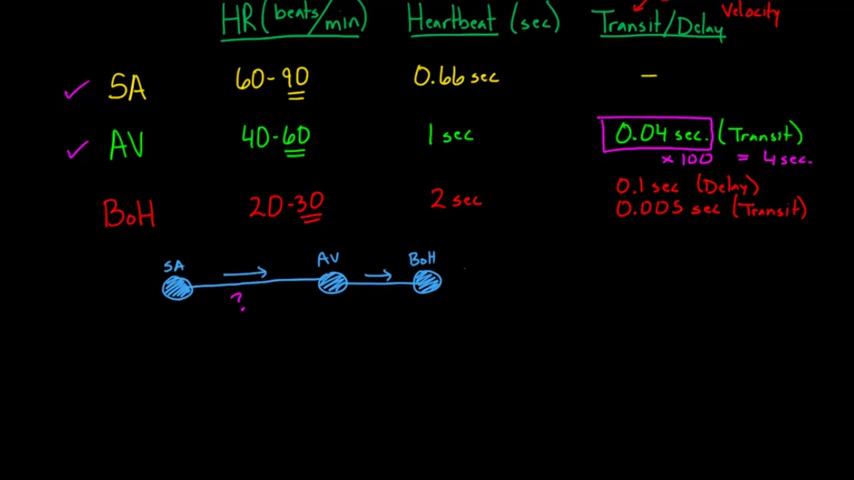 HR (beats/min) Heartbeat (sec) Transit/Delay Velocity
SA 60-90 0.66 sec –
AV 40-60 1 sec 0.04 sec. (Transit)
x 100 = 4 sec.
BoH 20-30 2 sec 0.1 sec (Delay)
0.005 sec (Transit)
SA AV BoH
?